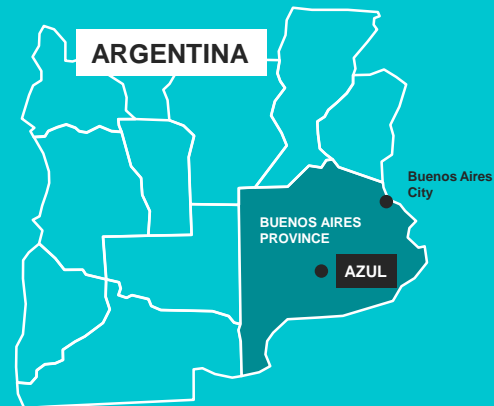 ARGENTINA
Buenos Aires
City
BUENOS AIRES
PROVINCE
AZUL